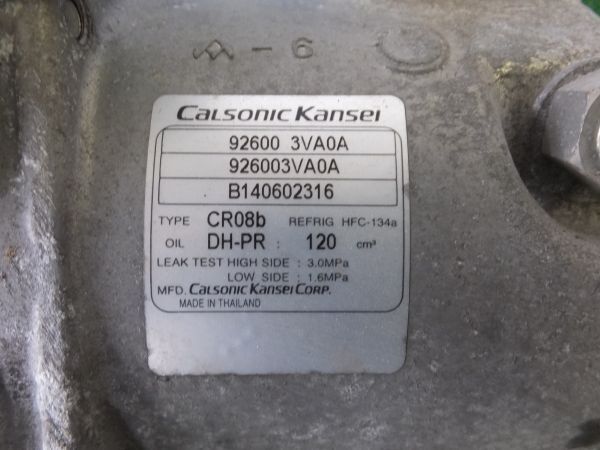 -6
CALSONIC KANSEI
92600 3VA0A
926003VA0A
B140602316
TYPE CR08b REFRIG HFC-134a
OIL DH-PR : 120 cm³
LEAK TEST HIGH SIDE : 3.0MPa
LOW SIDE : 1.6MPa
MFD. CALSONIC KANSEI CORP.
MADE IN THAILAND